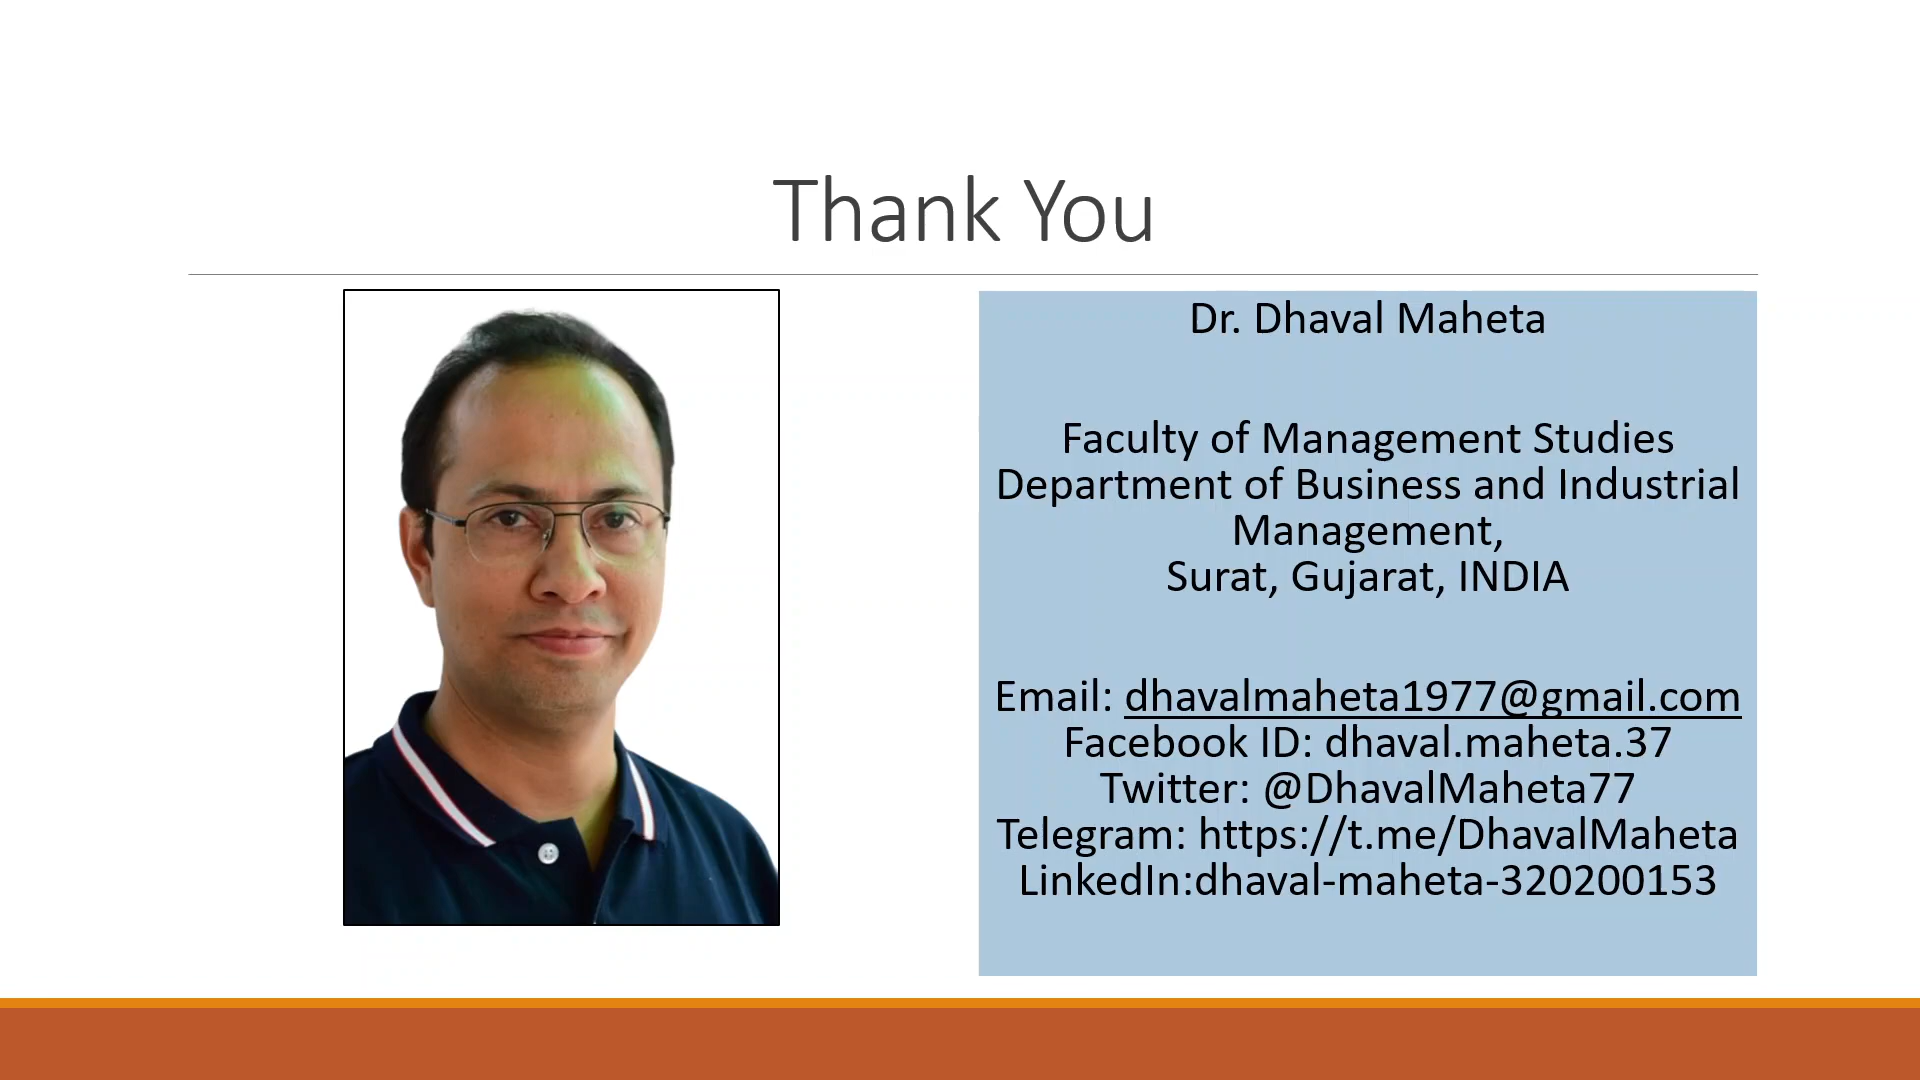 Thank You
Dr. Dhaval Maheta
Faculty of Management Studies
Department of Business and Industrial
Management,
Surat, Gujarat, INDIA
Email: dhavalmaheta1977@gmail.com
Facebook ID: dhaval.maheta.37
Twitter: @DhavalMaheta77
Telegram: https://t.me/DhavalMaheta
LinkedIn:dhaval-maheta-320200153